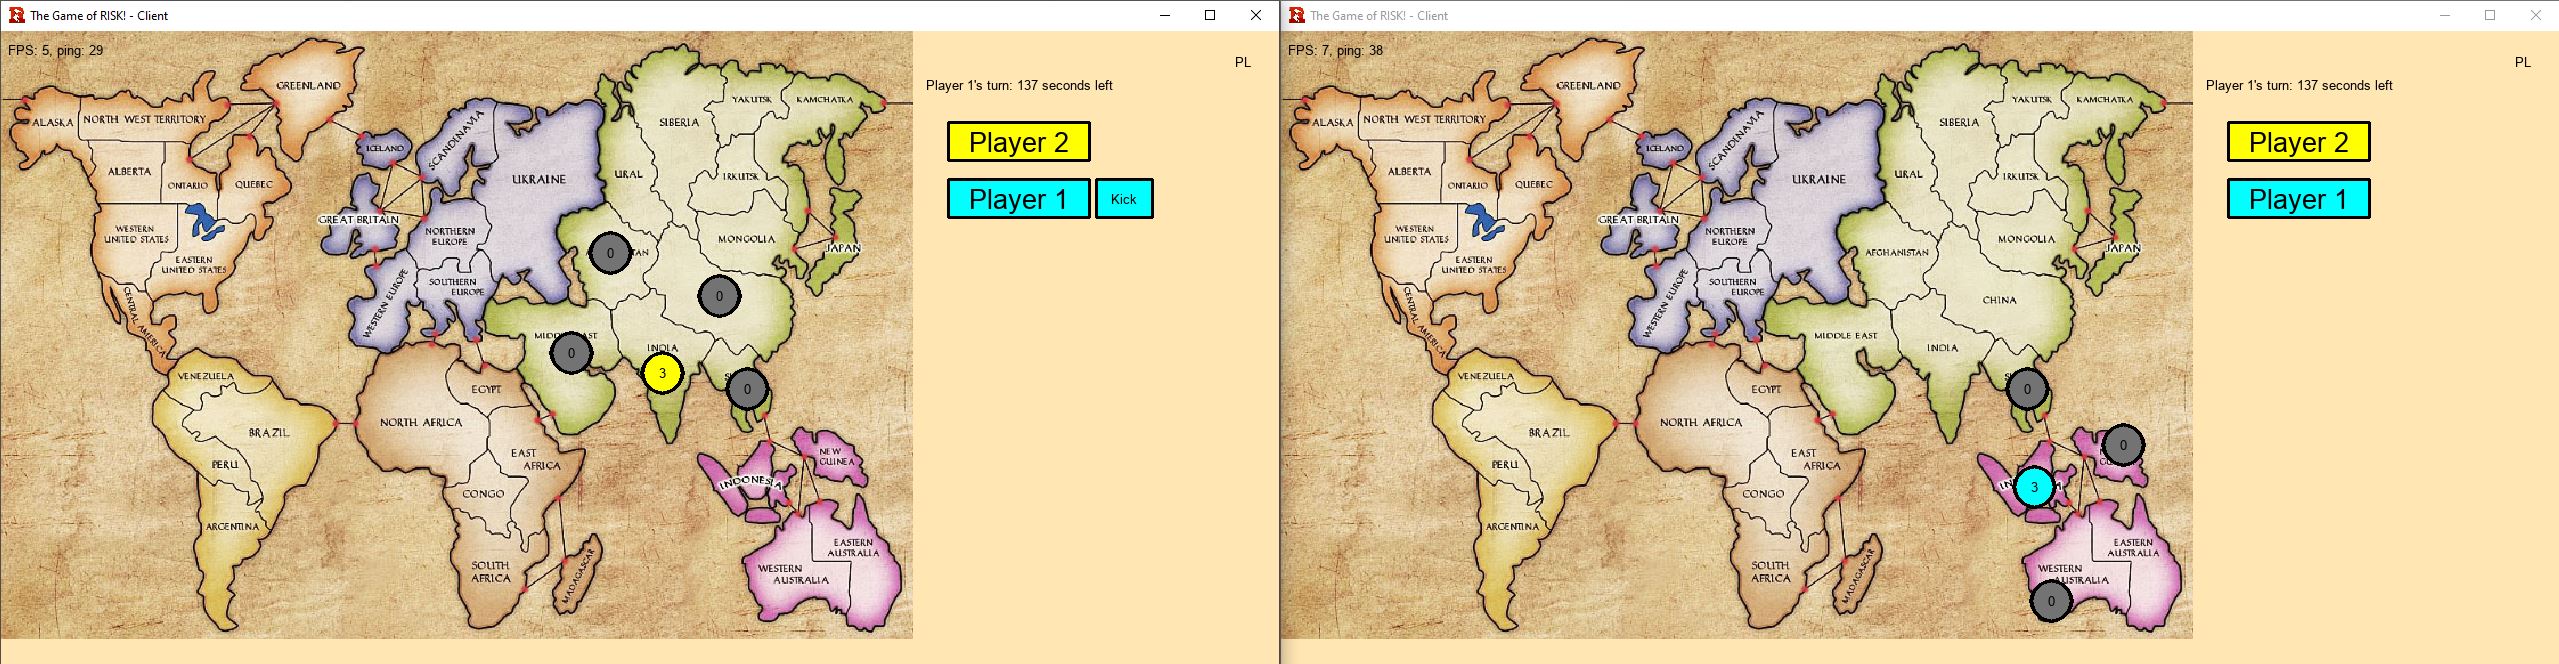 The Game of RISK! - Client
FPS: 5, ping: 29
PL
Player 1's turn: 137 seconds left
Player 2
Player 1
Kick
GREENLAND
ALASKA
NORTH WEST TERRITORY
ALBERTA
ONTARIO
QUEBEC
WESTERN
UNITED STATES
EASTERN
UNITED STATES
CENTRAL AMERICA
VENEZUELA
BRAZIL
PERU
ARGENTINA
ICELAND
SCANDINAVIA
GREAT BRITAIN
UKRAINE
NORTHERN
EUROPE
WESTERN EUROPE
SOUTHERN
EUROPE
NORTH AFRICA
EGYPT
EAST
AFRICA
CONGO
SOUTH
AFRICA
MADAGASCAR
URAL
SIBERIA
YAKUTSK
KAMCHATKA
IRKUTSK
MONGOLIA
JAPAN
0
0
0
INDIA
3
0
INDONESIA
NEW
GUINEA
WESTERN
AUSTRALIA
EASTERN
AUSTRALIA
The Game of RISK! - Client
FPS: 7, ping: 38
PL
Player 1's turn: 137 seconds left
Player 2
Player 1
GREENLAND
ALASKA
NORTH WEST TERRITORY
ALBERTA
ONTARIO
QUEBEC
WESTERN
UNITED STATES
EASTERN
UNITED STATES
CENTRAL AMERICA
VENEZUELA
BRAZIL
PERU
ARGENTINA
ICELAND
SCANDINAVIA
GREAT BRITAIN
UKRAINE
NORTHERN
EUROPE
WESTERN EUROPE
SOUTHERN
EUROPE
NORTH AFRICA
EGYPT
EAST
AFRICA
CONGO
SOUTH
AFRICA
MADAGASCAR
URAL
SIBERIA
YAKUTSK
KAMCHATKA
IRKUTSK
MONGOLIA
JAPAN
AFGHANISTAN
CHINA
MIDDLE EAST
INDIA
0
0
3
WESTERN
AUSTRALIA
EASTERN
AUSTRALIA
0